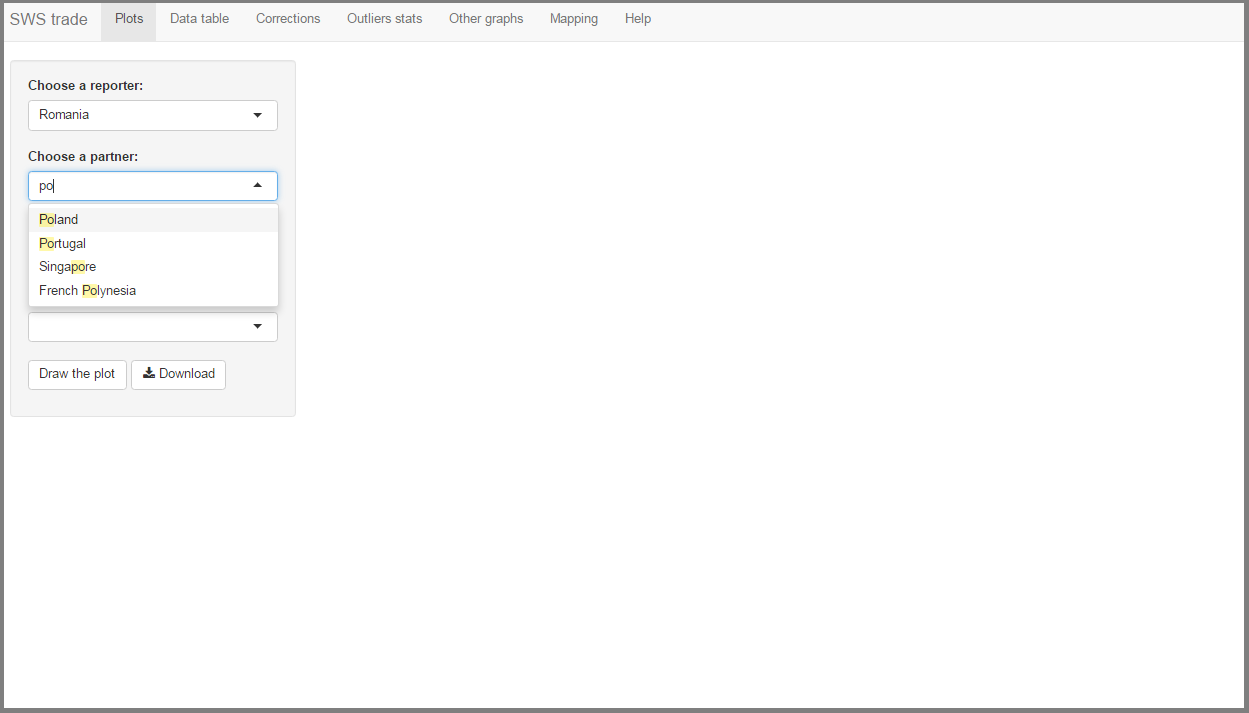 SWS trade Plots Data table Corrections Outliers stats Other graphs Mapping Help
Choose a reporter:
Romania
Choose a partner:
po
Poland
Portugal
Singapore
French Polynesia
Draw the plot Download